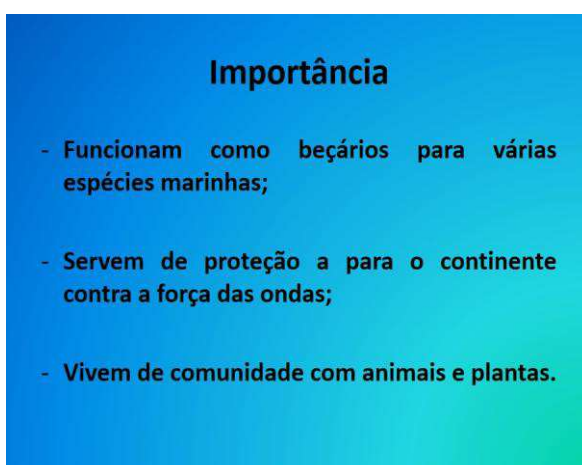 Importância
- Funcionam como beçários para várias
espécies marinhas;
- Servem de proteção a para o continente
contra a força das ondas;
- Vivem de comunidade com animais e plantas.